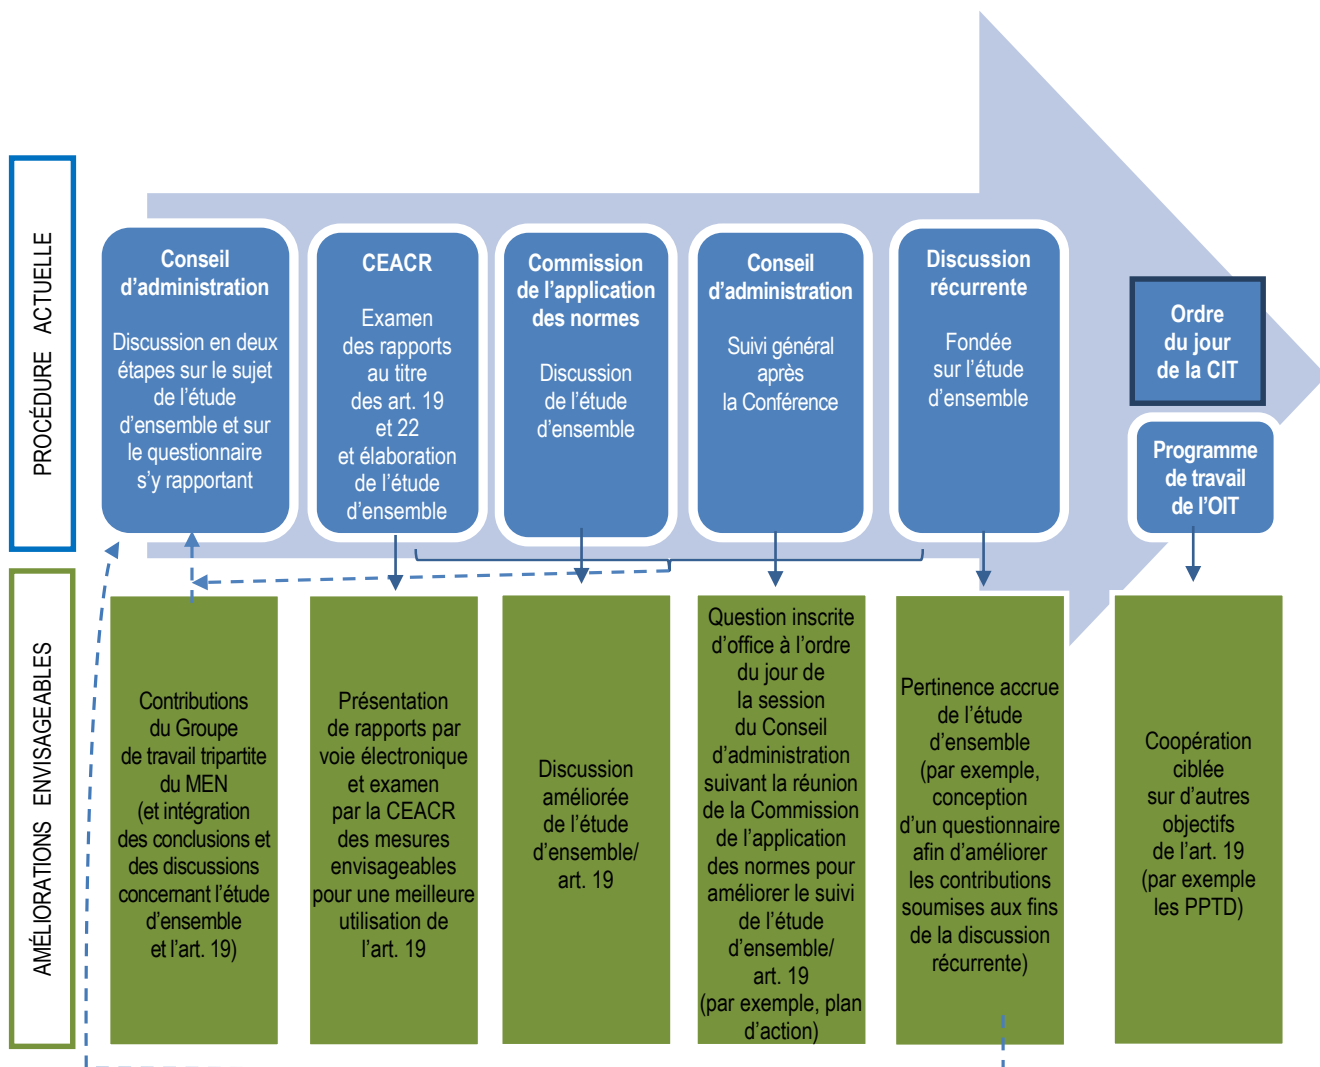 PROCÉDURE ACTUELLE
Conseil
d’administration
Discussion en deux
étapes sur le sujet
de l’étude
d’ensemble et sur
le questionnaire
s’y rapportant
CEACR
Examen
des rapports
au titre
des art. 19
et 22
et élaboration
de l’étude
d’ensemble
Commission
de l’application
des normes
Discussion
de l’étude
d’ensemble
Conseil
d’administration
Suivi général
après
la Conférence
Discussion
récurrente
Fondée
sur l’étude
d’ensemble
Ordre
du jour
de la CIT
Programme
de travail
de l’OIT
AMÉLIORATIONS ENVISAGEABLES
Contributions
du Groupe
de travail tripartite
du MEN
(et intégration
des conclusions et
des discussions
concernant l’étude
d’ensemble
et l’art. 19)
Présentation
de rapports par
voie électronique
et examen
par la CEACR
des mesures
envisageables
pour une meilleure
utilisation de
l’art. 19
Discussion
améliorée
de l’étude
d’ensemble/
art. 19
Question inscrite
d’office à l’ordre
du jour de
la session
du Conseil
d’administration
suivant la réunion
de la Commission
de l’application
des normes pour
améliorer le suivi
de l’étude
d’ensemble/
art. 19
(par exemple, plan
d’action)
Pertinence accrue
de l’étude
d’ensemble
(par exemple,
conception
d’un questionnaire
afin d’améliorer
les contributions
soumises aux fins
de la discussion
récurrente)
Coopération
ciblée
sur d’autres
objectifs
de l’art. 19
(par exemple
les PPTD)